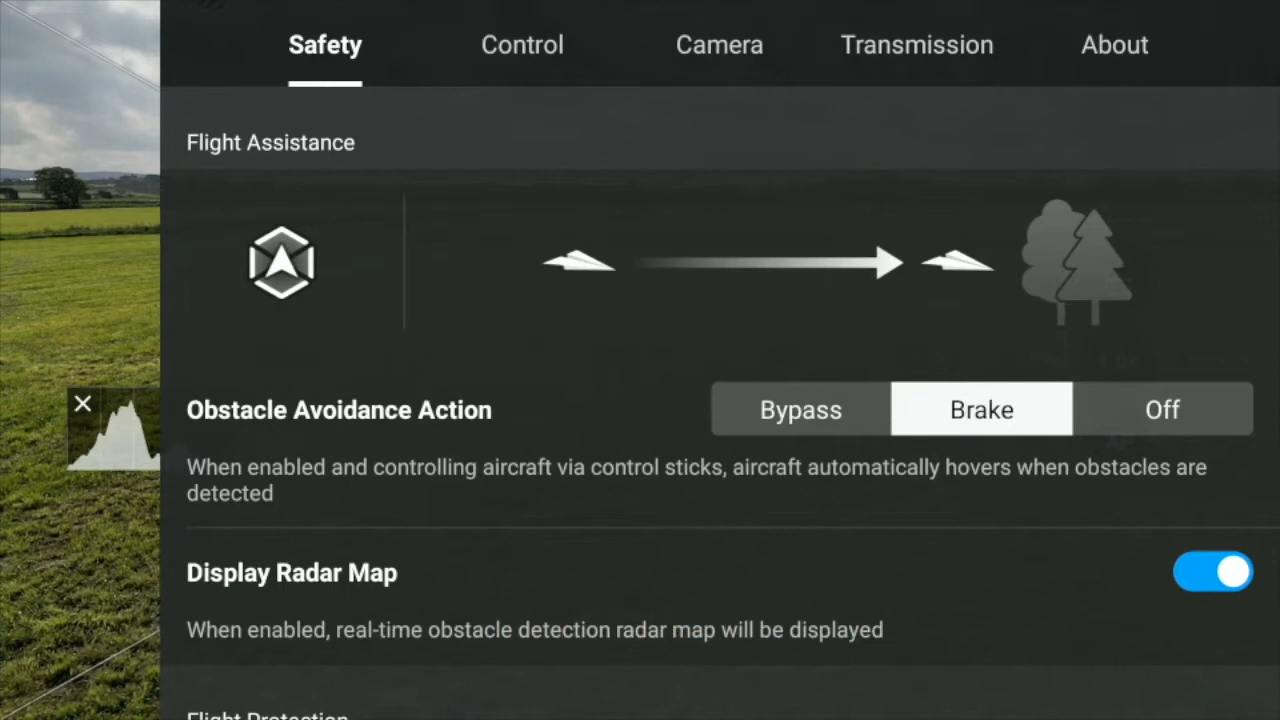 Safety Control Camera Transmission About
Flight Assistance
Obstacle Avoidance Action Bypass Brake Off
When enabled and controlling aircraft via control sticks, aircraft automatically hovers when obstacles are
detected
Display Radar Map
When enabled, real-time obstacle detection radar map will be displayed
Flight Protection